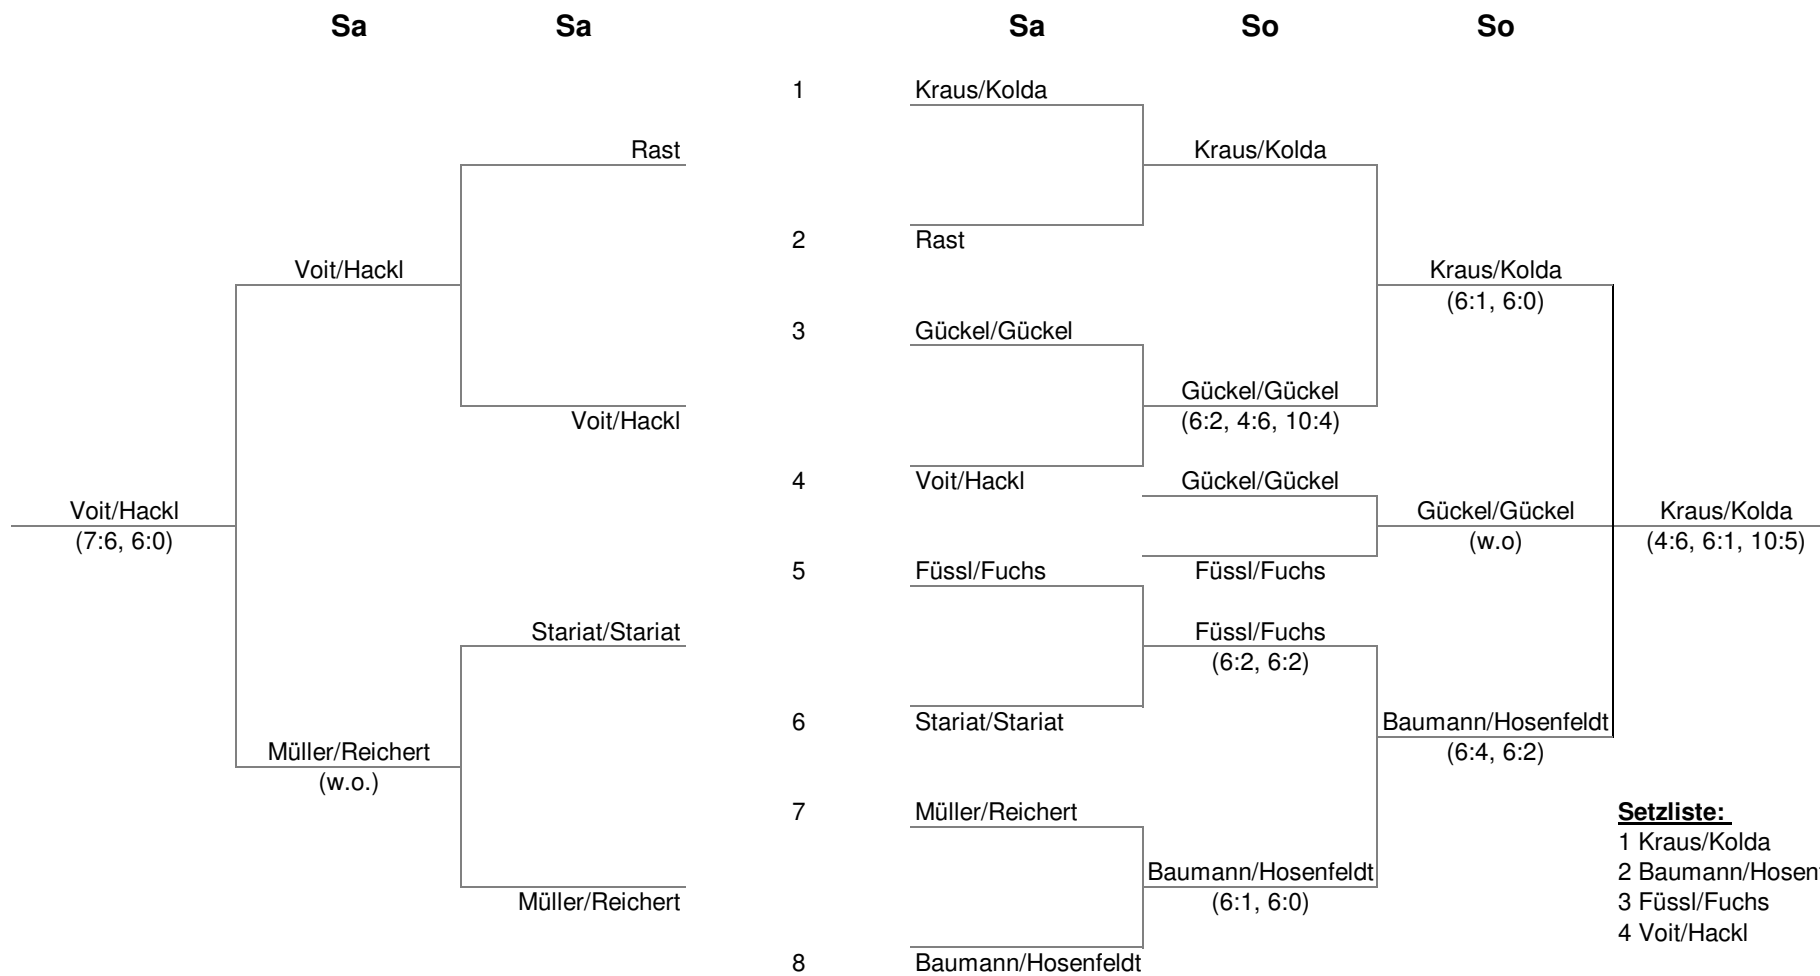 Sa Sa Sa So So
1 Kraus/Kolda
Rast Kraus/Kolda
2 Rast
Voit/Hackl Kraus/Kolda
(6:1, 6:0)
3 Gückel/Gückel
Gückel/Gückel
Voit/Hackl (6:2, 4:6, 10:4)
4 Voit/Hackl Gückel/Gückel
Voit/Hackl Gückel/Gückel Kraus/Kolda
(7:6, 6:0) (w.o) (4:6, 6:1, 10:5)
5 Füssl/Fuchs Füssl/Fuchs
Stariat/Stariat Füssl/Fuchs
(6:2, 6:2)
6 Stariat/Stariat Baumann/Hosenfeldt
Müller/Reichert (6:4, 6:2)
(w.o.)
7 Müller/Reichert Setzliste:
1 Kraus/Kolda
Baumann/Hosenfeldt 2 Baumann/Hosenf
Müller/Reichert (6:1, 6:0) 3 Füssl/Fuchs
4 Voit/Hackl
8 Baumann/Hosenfeldt